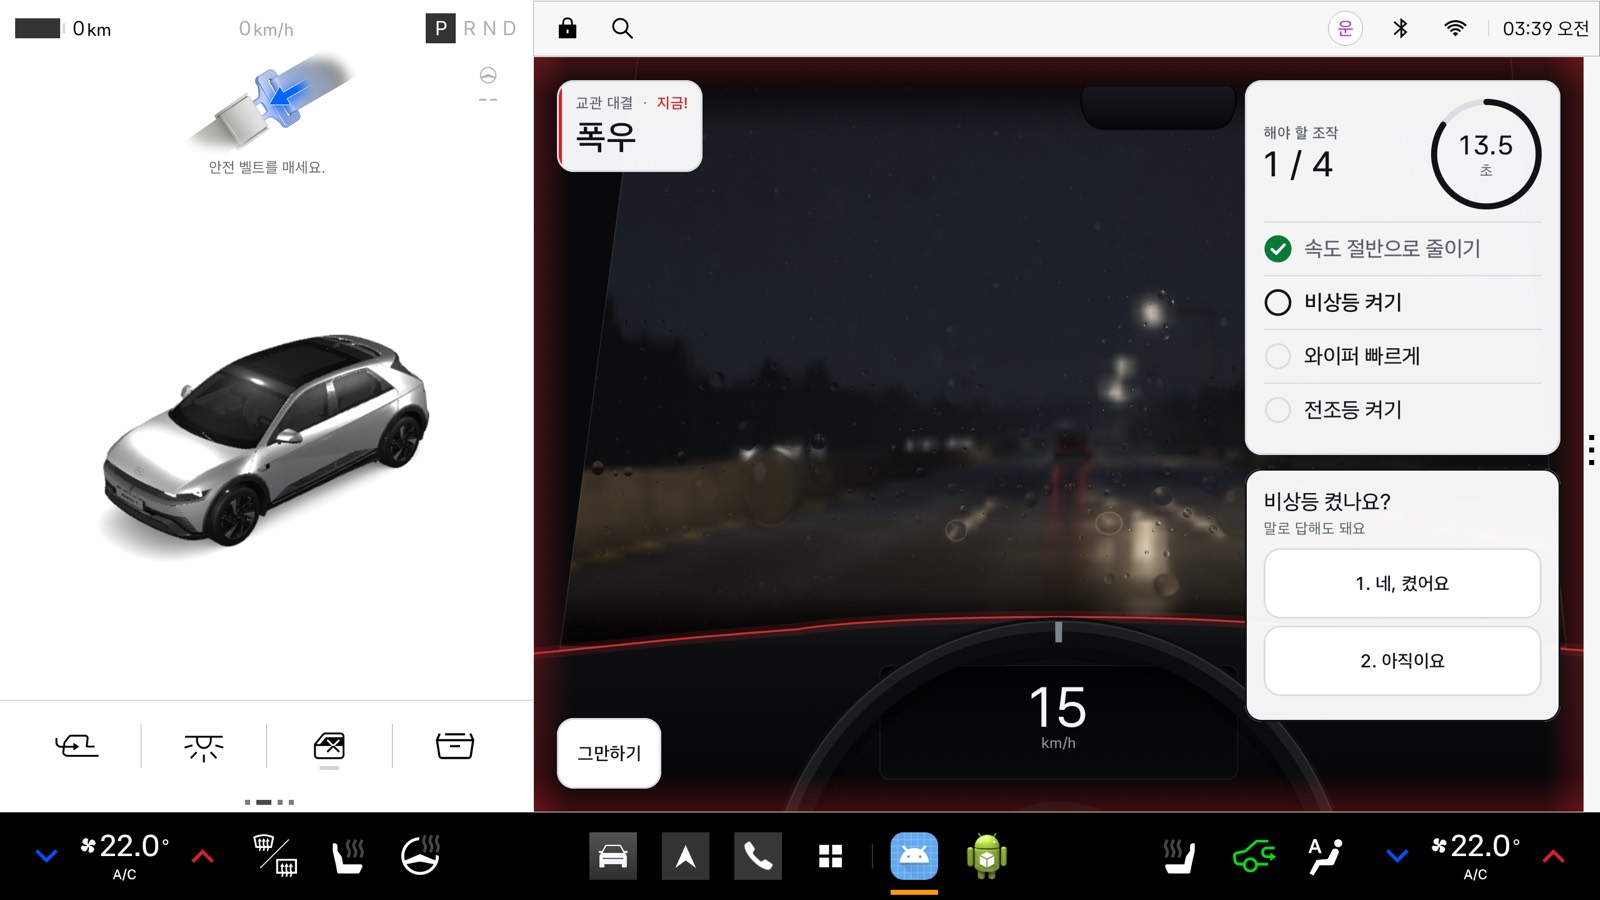 0 km
0 km/h
P R N D
안전 벨트를 매세요.
--
운
03:39 오전
교관 대결 · 지금!
폭우
해야 할 조작
1 / 4
13.5
초
속도 절반으로 줄이기
비상등 켜기
와이퍼 빠르게
전조등 켜기
비상등 켰나요?
말로 답해도 돼요
1. 네, 켰어요
2. 아직이요
15
km/h
그만하기
22.0°
A/C
A
22.0°
A/C